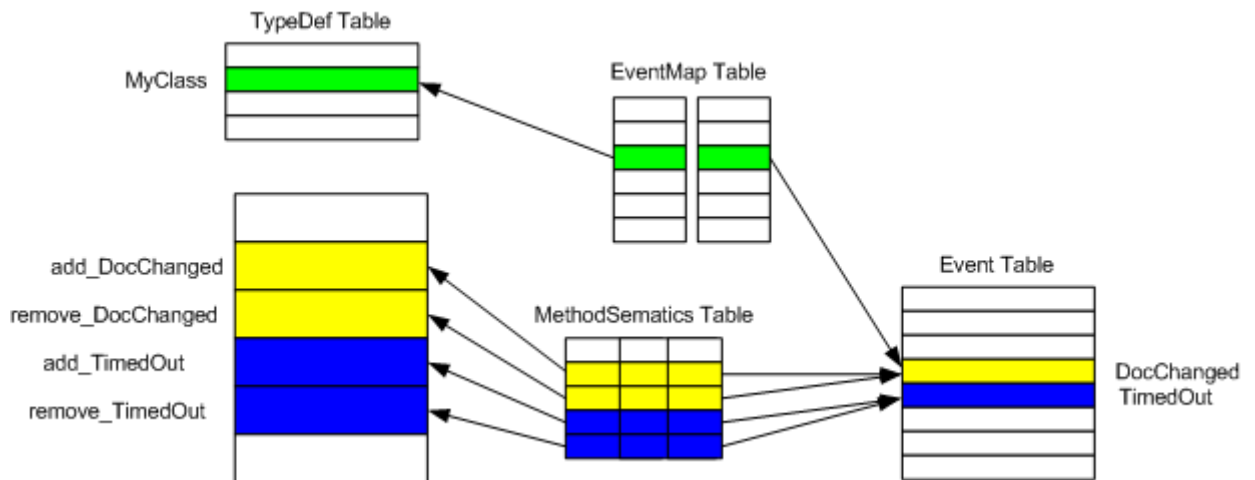 TypeDef Table
MyClass
EventMap Table
add_DocChanged
remove_DocChanged
add_TimedOut
remove_TimedOut
MethodSematics Table
Event Table
DocChanged
TimedOut